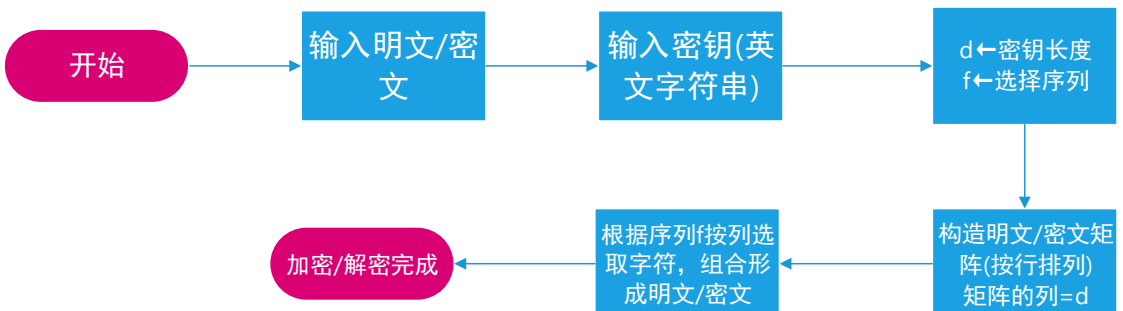 开始
输入明文/密
文
输入密钥(英
文字符串)
d←密钥长度
f←选择序列
构造明文/密文矩
阵(按行排列)
矩阵的列=d
根据序列f按列选
取字符，组合形
成明文/密文
加密/解密完成